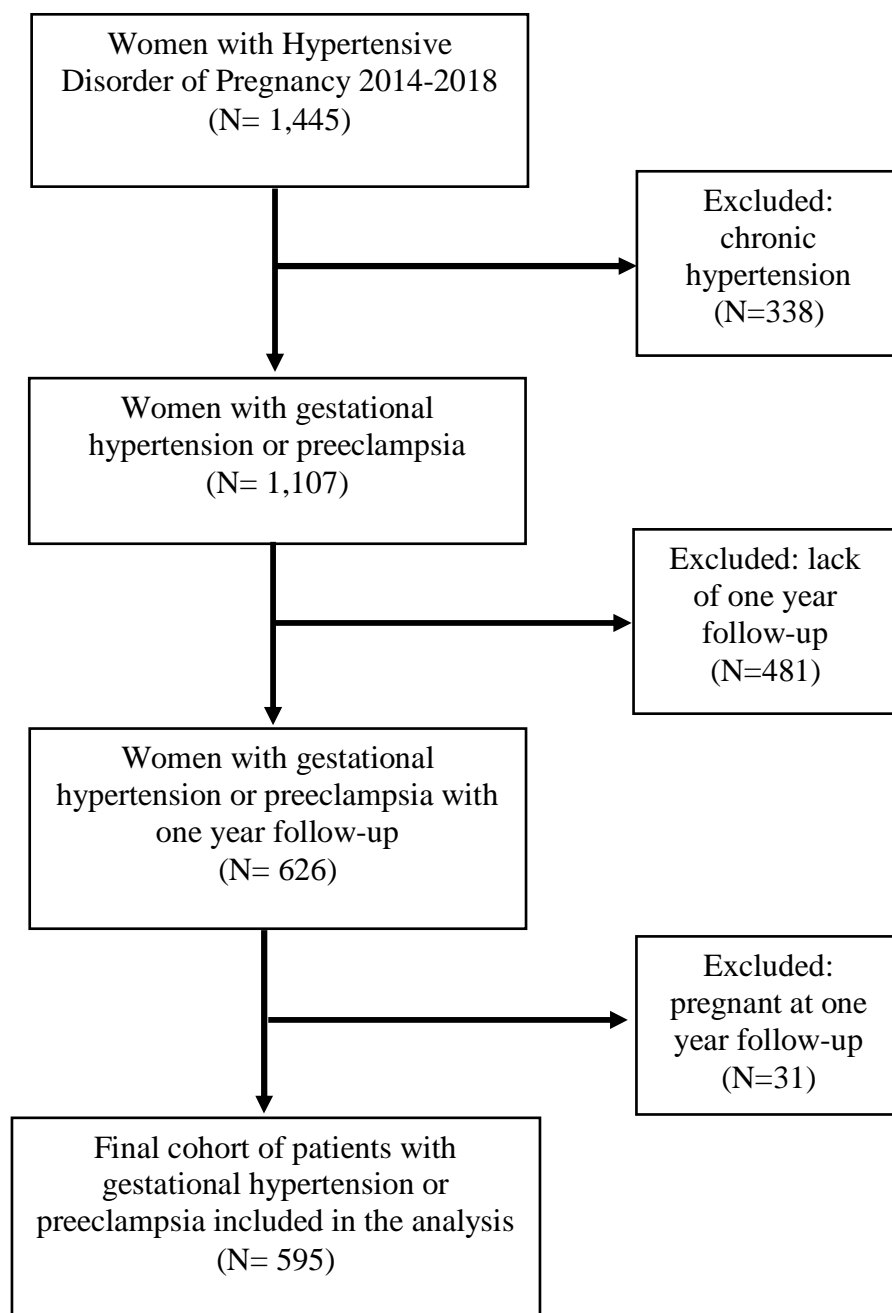 Women with Hypertensive
Disorder of Pregnancy 2014-2018
(N= 1,445)
Excluded:
chronic
hypertension
(N=338)
Women with gestational
hypertension or preeclampsia
(N= 1,107)
Excluded: lack
of one year
follow-up
(N=481)
Women with gestational
hypertension or preeclampsia with
one year follow-up
(N= 626)
Excluded:
pregnant at one
year follow-up
(N=31)
Final cohort of patients with
gestational hypertension or
preeclampsia included in the analysis
(N= 595)